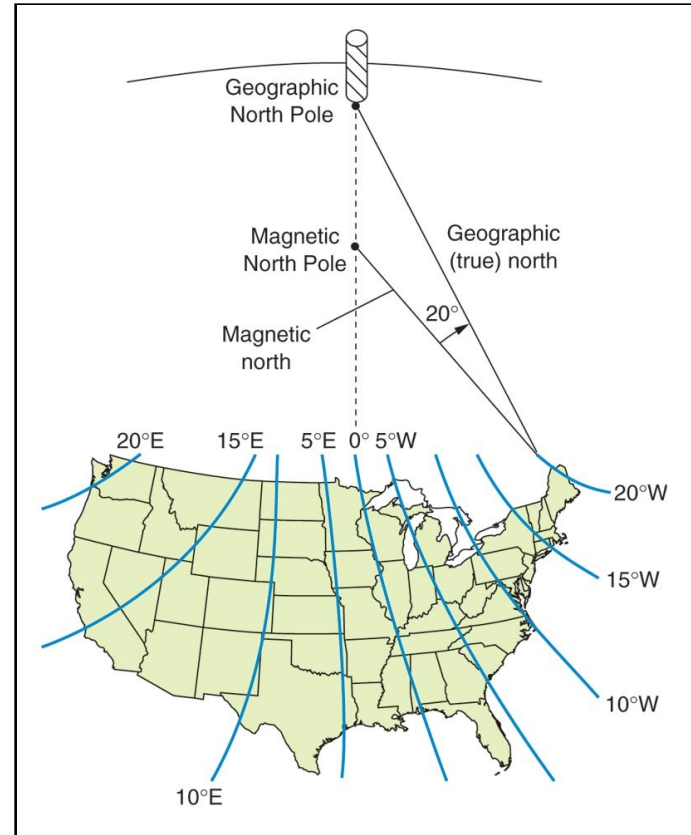 Geographic
North Pole
Magnetic
North Pole
Geographic
(true) north
20°
Magnetic
north
20°E 15°E 5°E 0° 5°W
20°W
15°W
10°W
10°E